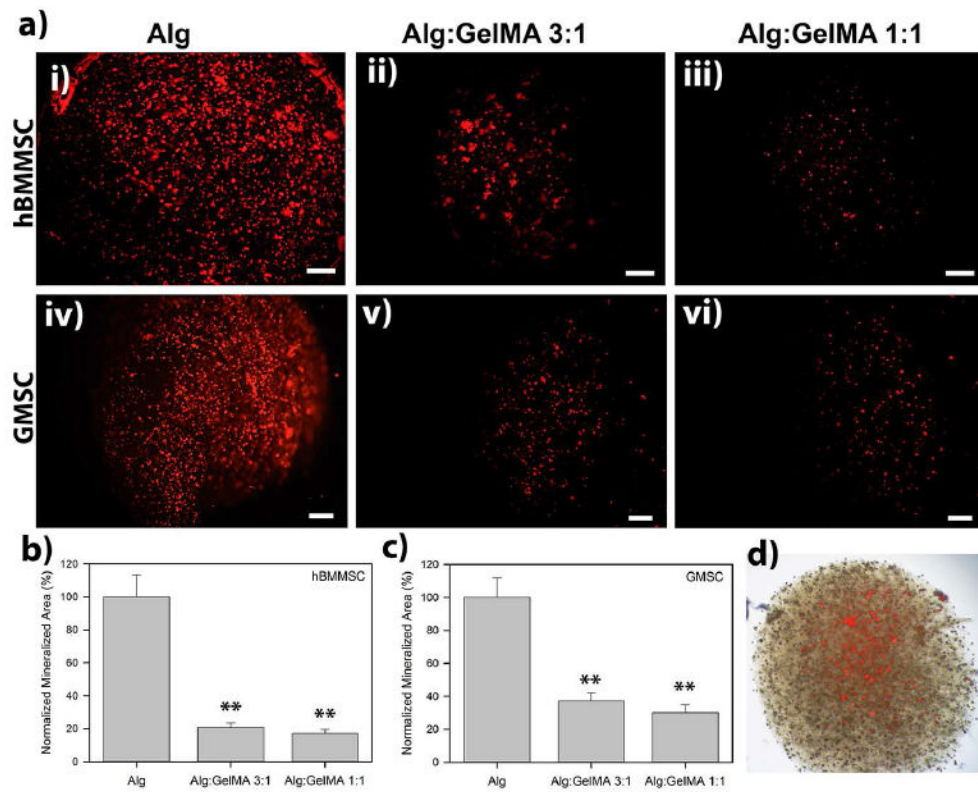 a)
Alg
Alg:GelMA 3:1
Alg:GelMA 1:1
hBMMSC
i)
ii)
iii)
GMSC
iv)
v)
vi)
b)
Normalized Mineralized Area (%)
hBMMSC
120
100
80
60
40
20
0
**
**
Alg
Alg:GelMA 3:1
Alg:GelMA 1:1
c)
Normalized Mineralized Area (%)
GMSC
120
100
80
60
40
20
0
**
**
Alg
Alg:GelMA 3:1
Alg:GelMA 1:1
d)